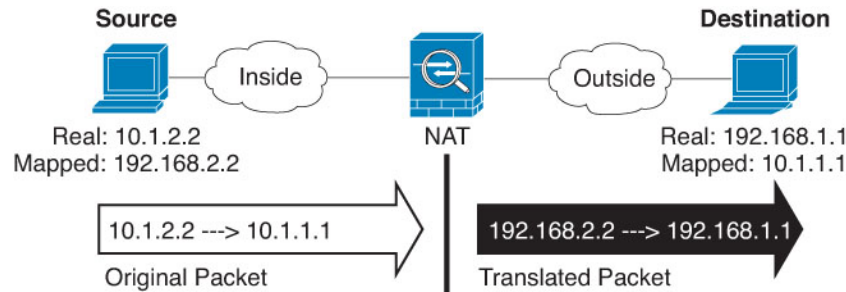 Source
Destination
Inside
Outside
Real: 10.1.2.2
Mapped: 192.168.2.2
NAT
Real: 192.168.1.1
Mapped: 10.1.1.1
10.1.2.2 ---> 10.1.1.1
192.168.2.2 ---> 192.168.1.1
Original Packet
Translated Packet